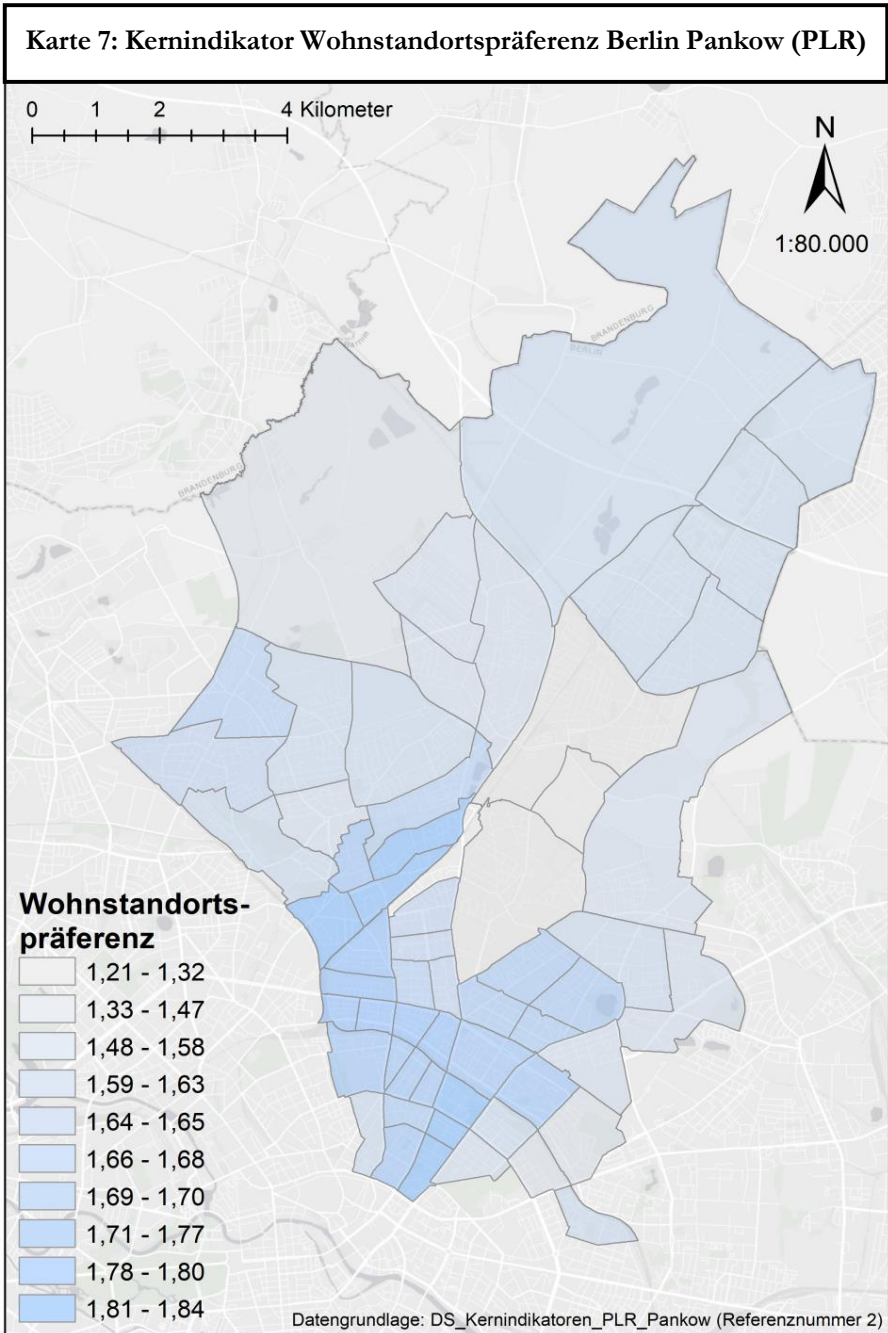 Karte 7: Kernindikator Wohnstandortspräferenz Berlin Pankow (PLR)
0 1 2 4 Kilometer
N
1:80.000
BRANDENBURG
BERLIN
BRANDENBURG
Wohnstandorts-
präferenz
1,21 - 1,32
1,33 - 1,47
1,48 - 1,58
1,59 - 1,63
1,64 - 1,65
1,66 - 1,68
1,69 - 1,70
1,71 - 1,77
1,78 - 1,80
1,81 - 1,84
Datengrundlage: DS_Kernindikatoren_PLR_Pankow (Referenznummer 2)